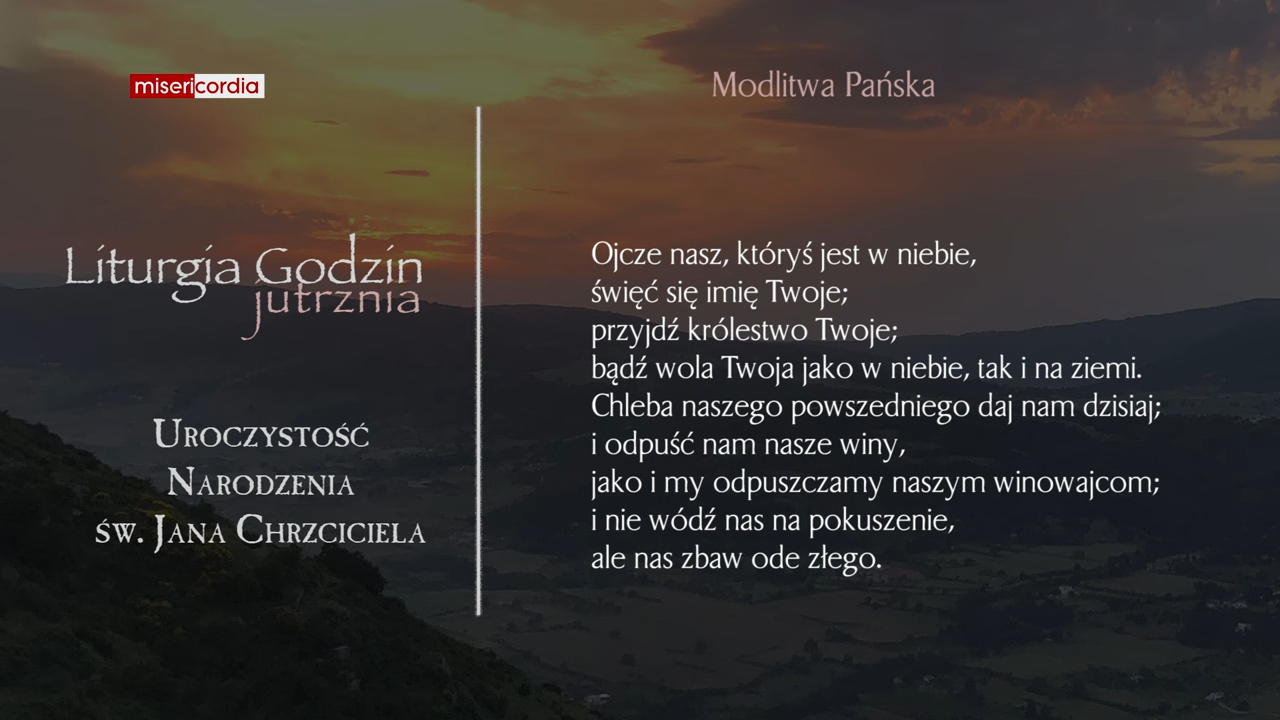 misericordia
Liturgia Godzin
jutrznia
Uroczystość
Narodzenia
św. Jana Chrzciciela
Modlitwa Pańska
Ojcze nasz, któryś jest w niebie,
święć się imię Twoje;
przyjdź królestwo Twoje;
bądź wola Twoja jako w niebie, tak i na ziemi.
Chleba naszego powszedniego daj nam dzisiaj;
i odpuść nam nasze winy,
jako i my odpuszczamy naszym winowajcom;
i nie wódź nas na pokuszenie,
ale nas zbaw ode złego.